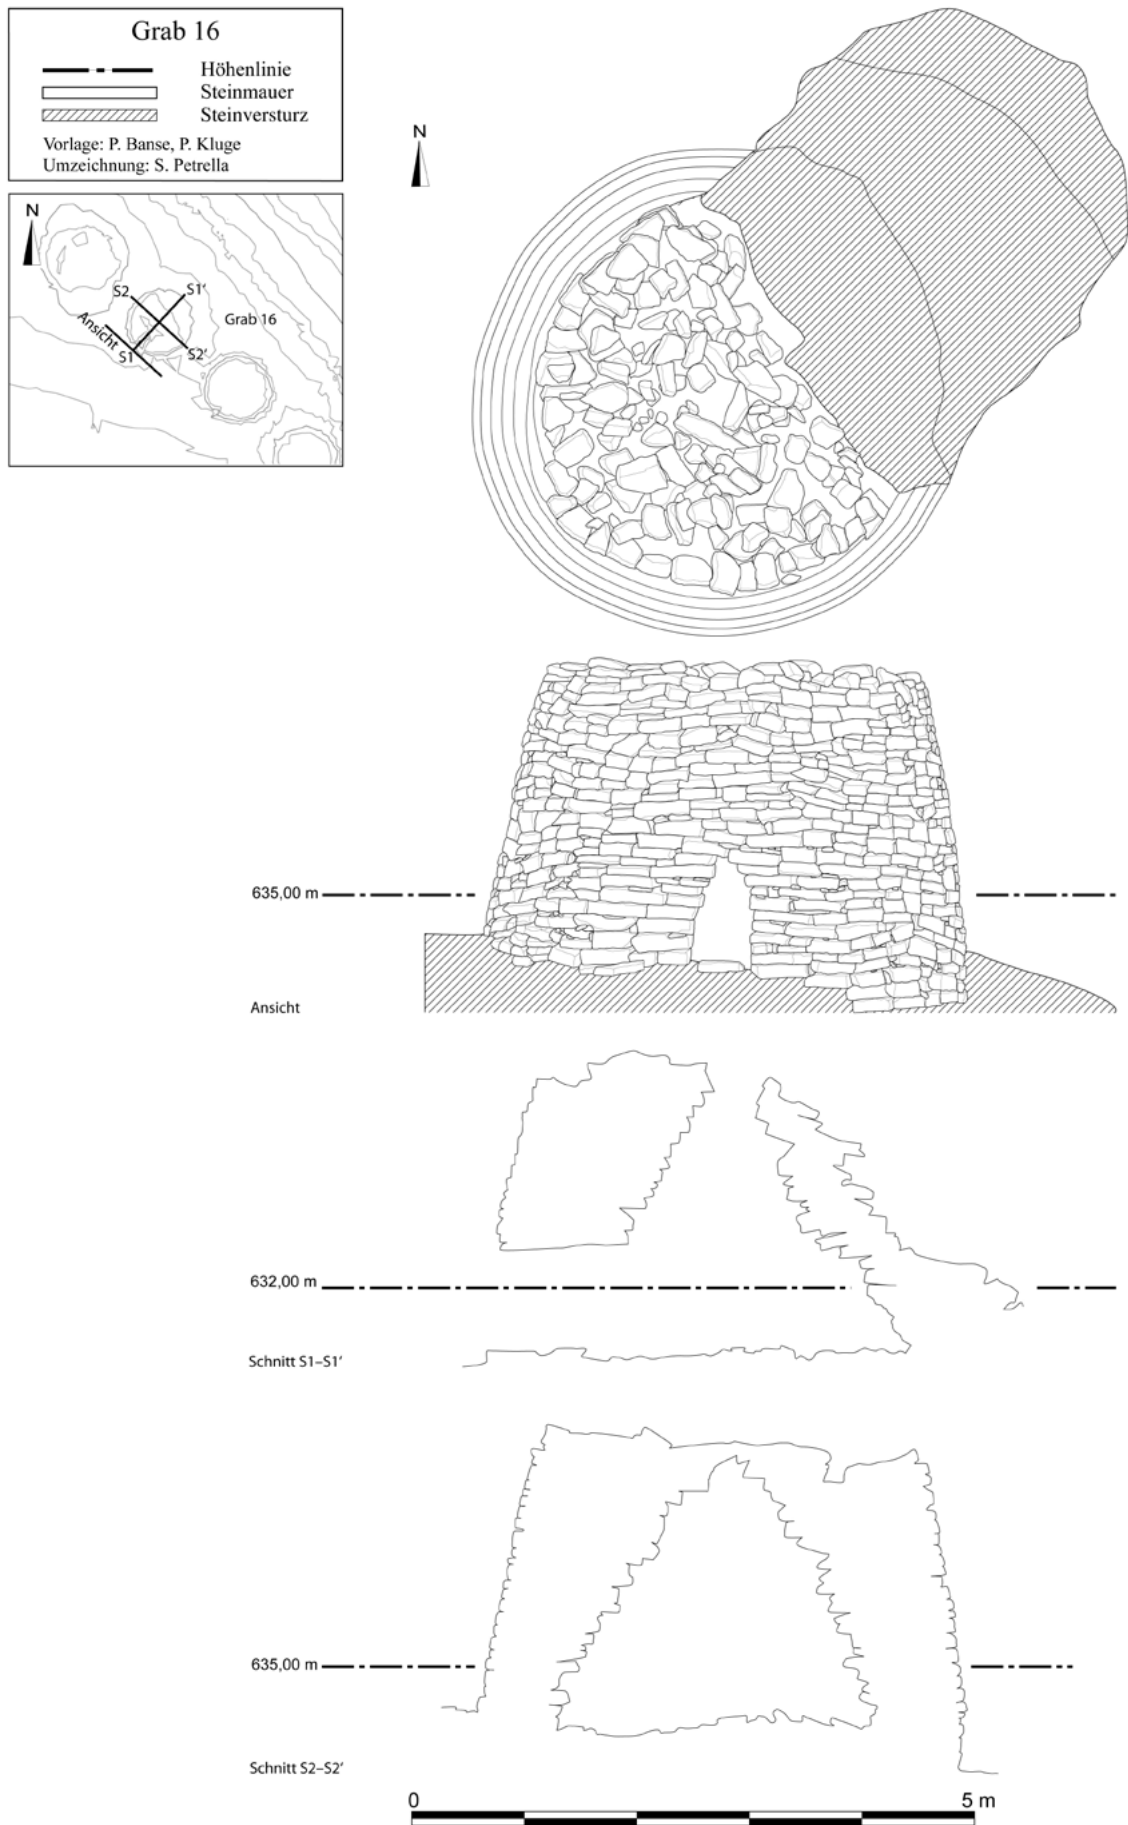 Grab 16
Höhenlinie
Steinmauer
Steinversturz
Vorlage: P. Banse, P. Kluge
Umzeichnung: S. Petrella
N
N
S2
S1'
Ansicht
Grab 16
S1
S2'
635,00 m
Ansicht
632,00 m
Schnitt S1–S1'
635,00 m
Schnitt S2–S2'
0
5 m